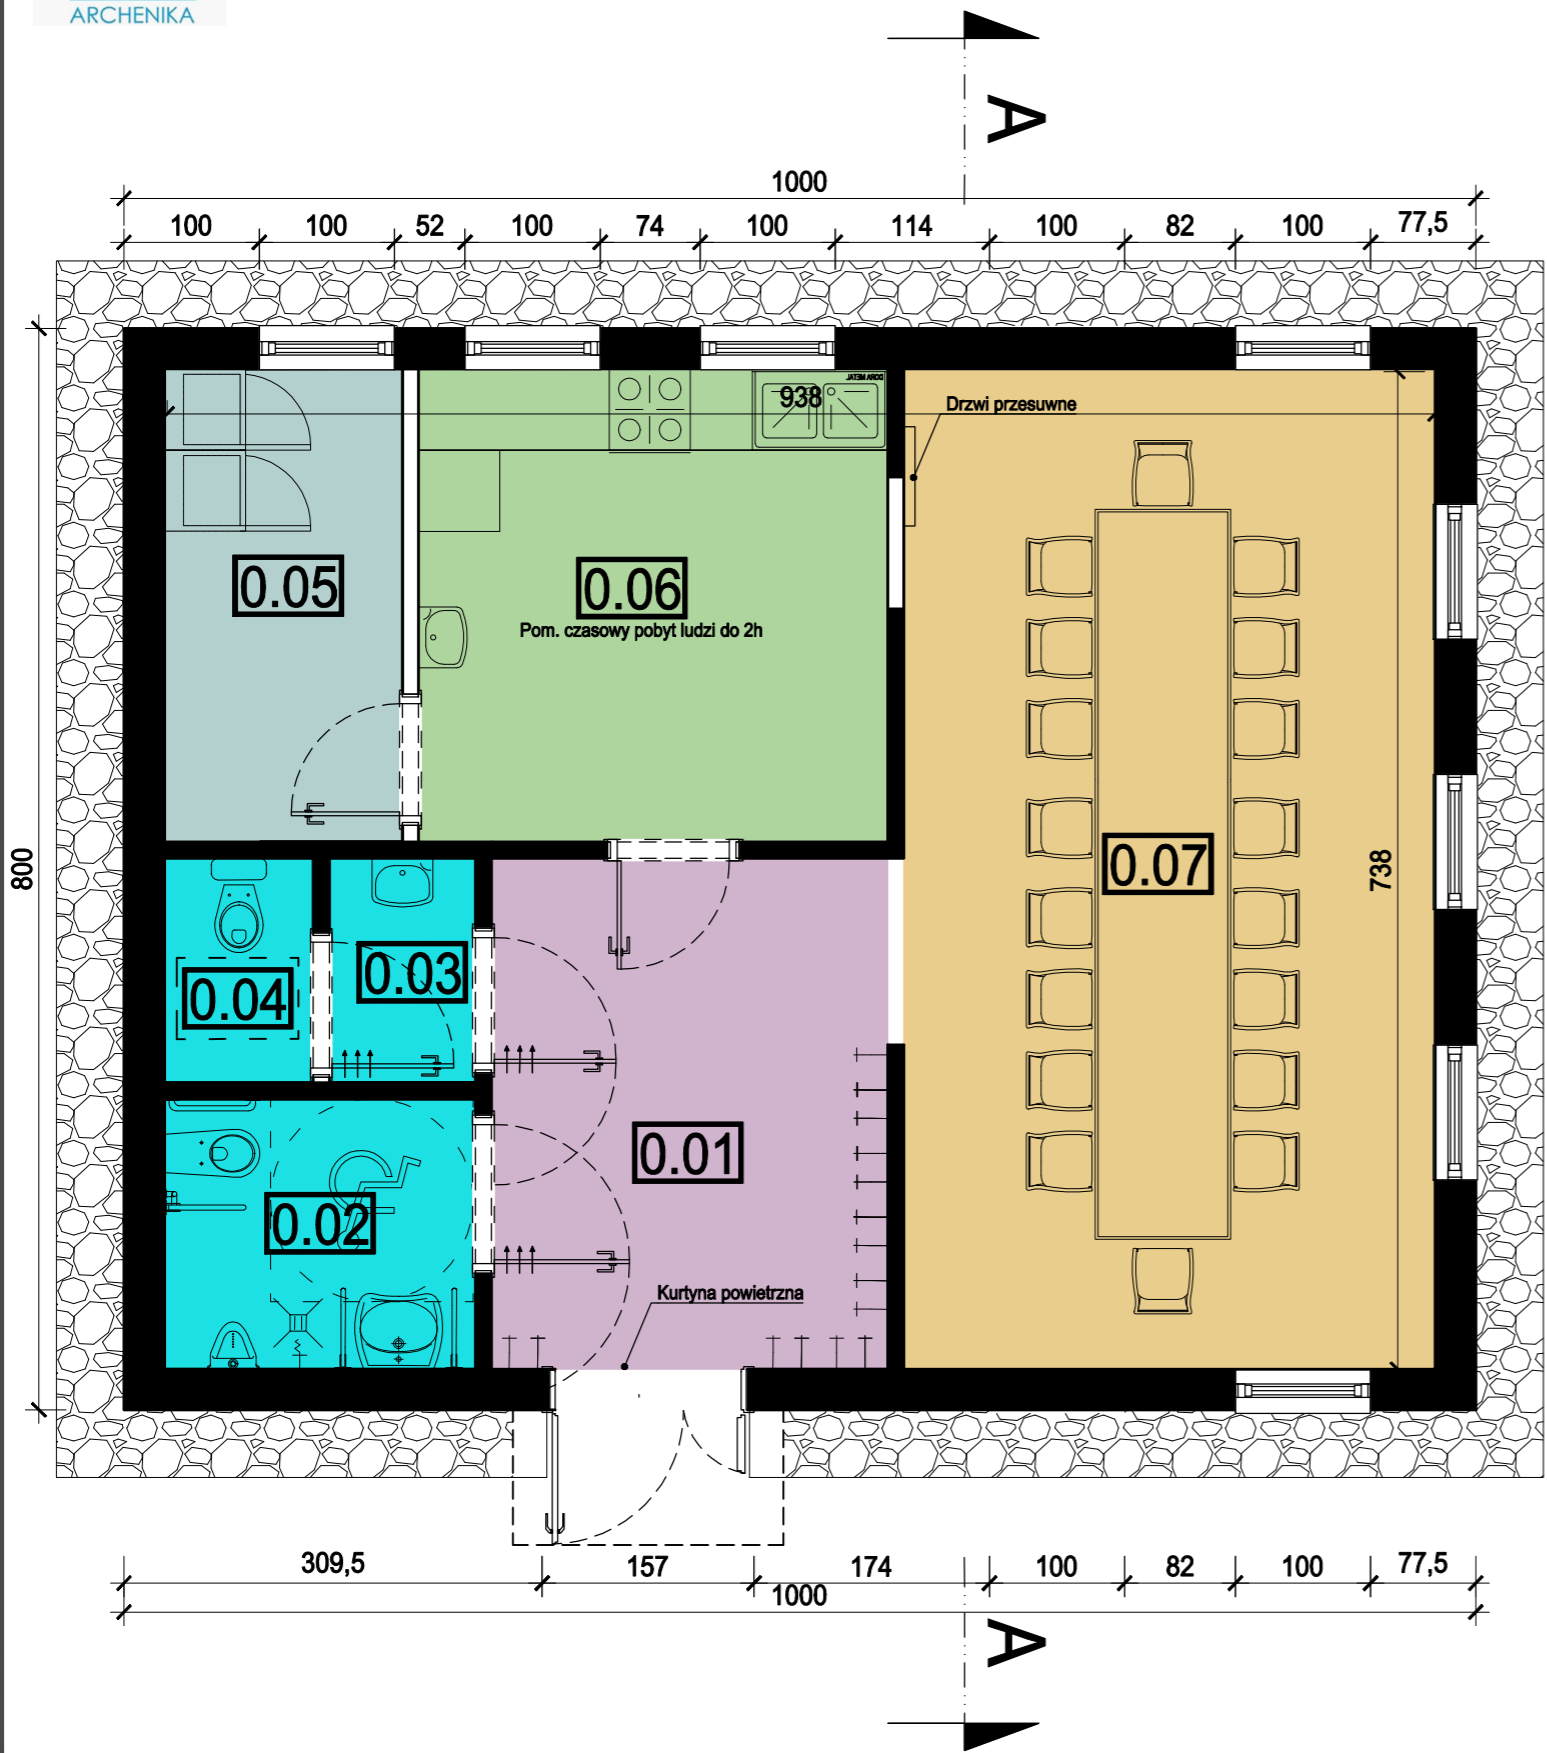 ARCHENIKA
A
1000
100 100 52 100 74 100 114 100 82 100 77,5
938
DORA METAL
Drzwi przesuwne
0.05
0.06
Pom. czasowy pobyt ludzi do 2h
800
0.07
738
0.04
0.03
0.01
0.02
Kurtyna powietrzna
309,5 157 174 100 82 100 77,5
1000
A